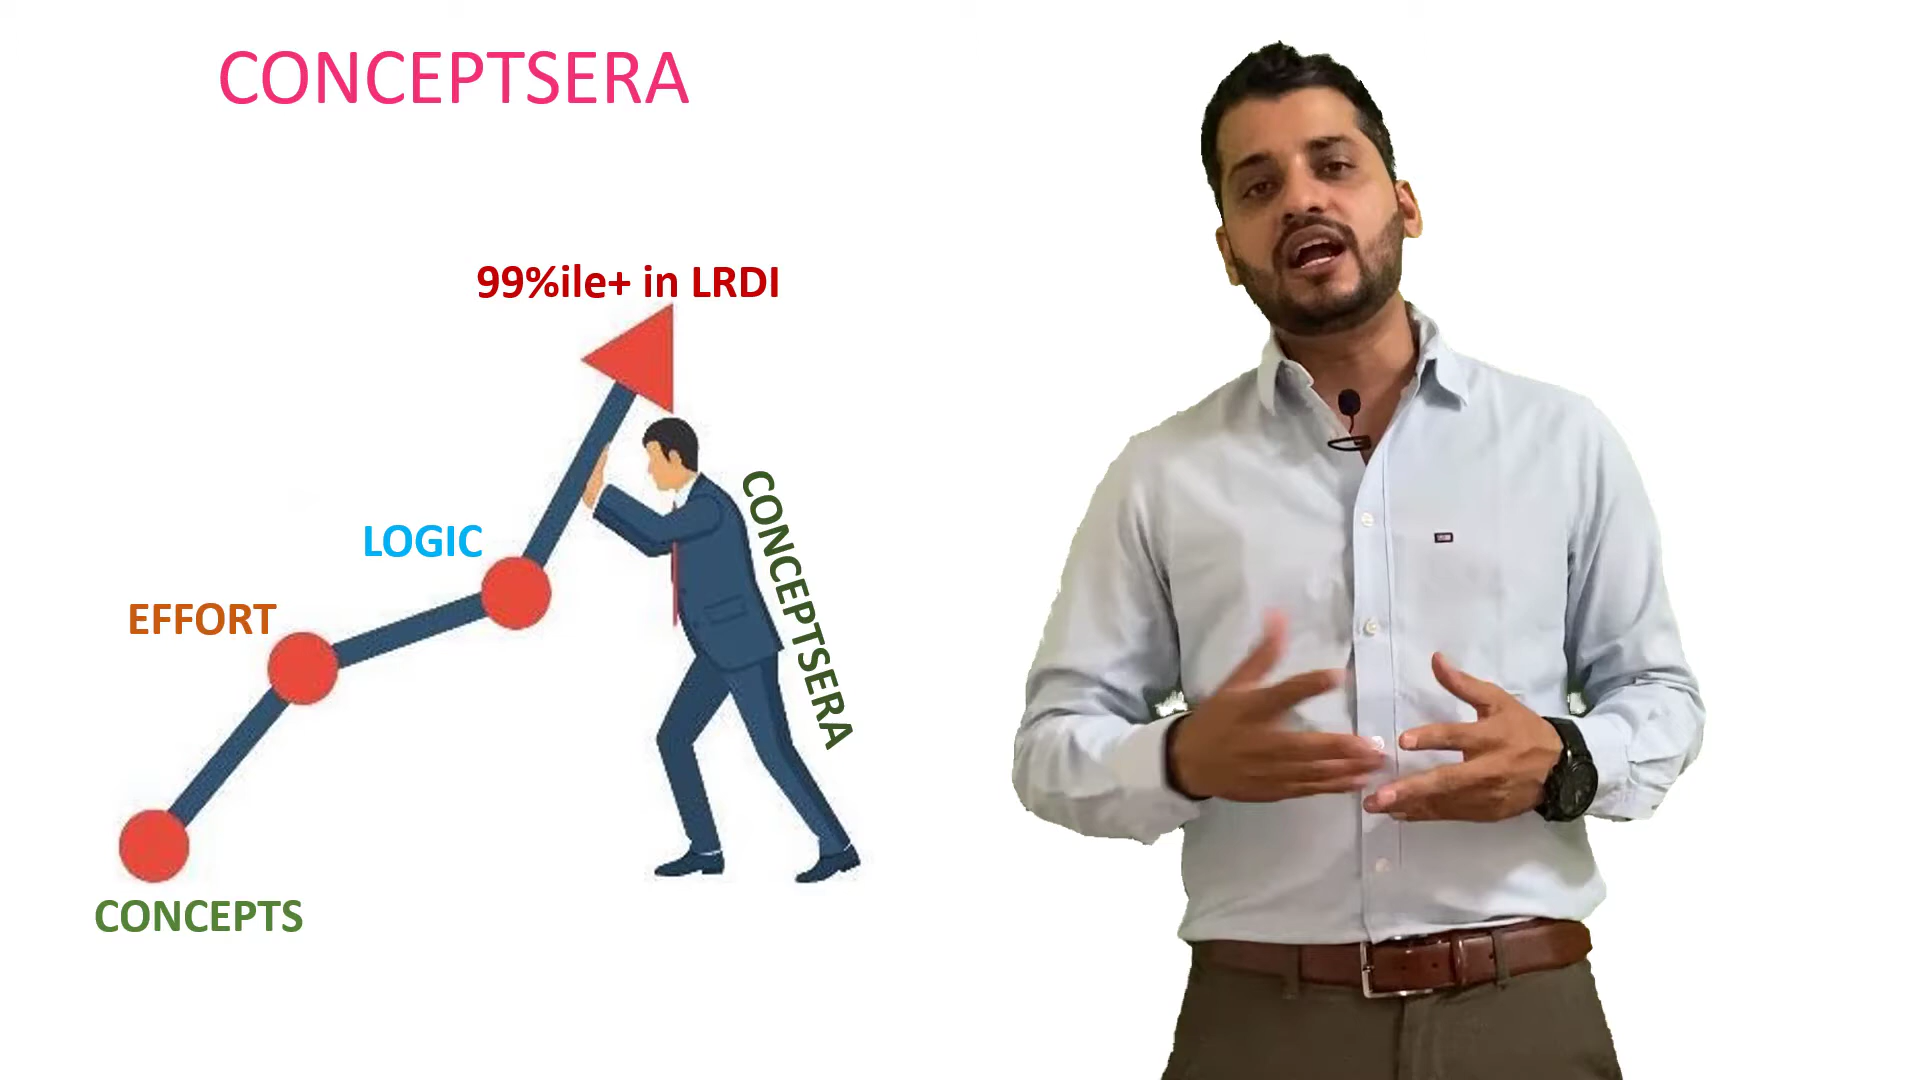 CONCEPTSERA
99%ile+ in LRDI
LOGIC
EFFORT
CONCEPTSERA
CONCEPTS